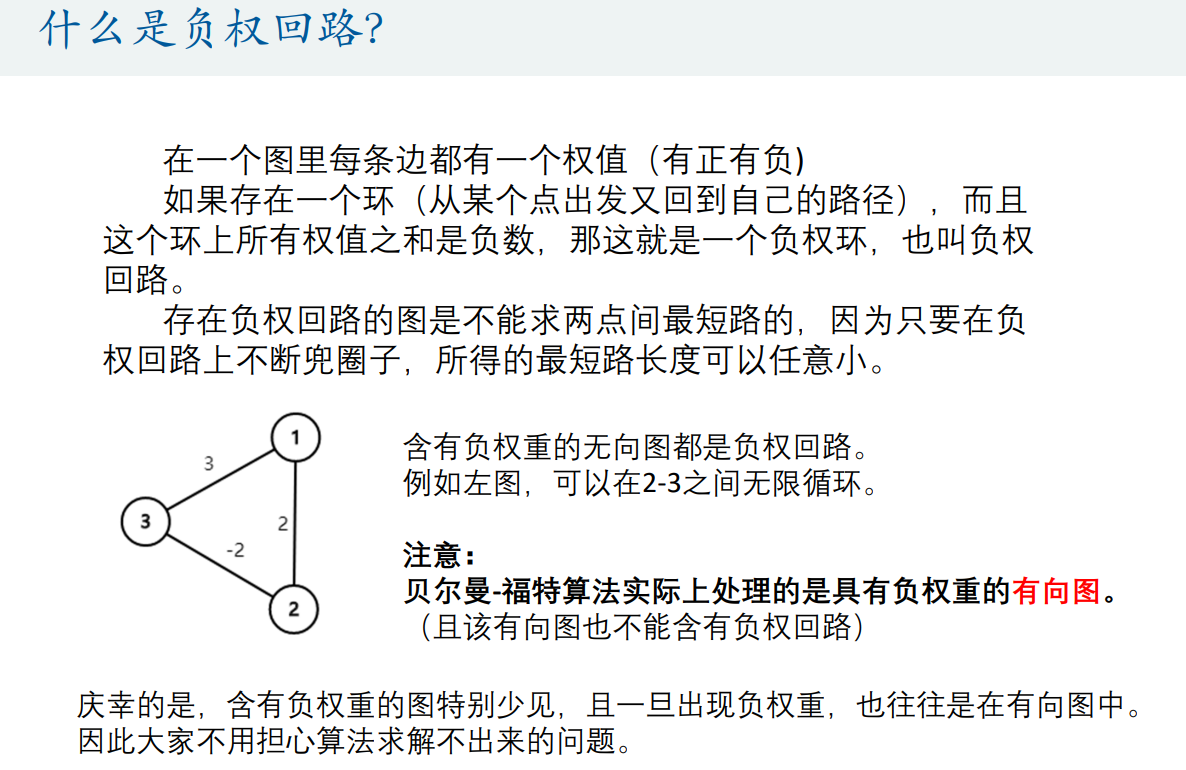 什么是负权回路?
在一个图里每条边都有一个权值（有正有负)
如果存在一个环（从某个点出发又回到自己的路径），而且
这个环上所有权值之和是负数，那这就是一个负权环，也叫负权
回路。
存在负权回路的图是不能求两点间最短路的，因为只要在负
权回路上不断兜圈子，所得的最短路长度可以任意小。
1
3
3
2
-2
2
含有负权重的无向图都是负权回路。
例如左图，可以在2-3之间无限循环。
注意：
贝尔曼-福特算法实际上处理的是具有负权重的有向图。
（且该有向图也不能含有负权回路）
庆幸的是，含有负权重的图特别少见，且一旦出现负权重，也往往是在有向图中。
因此大家不用担心算法求解不出来的问题。